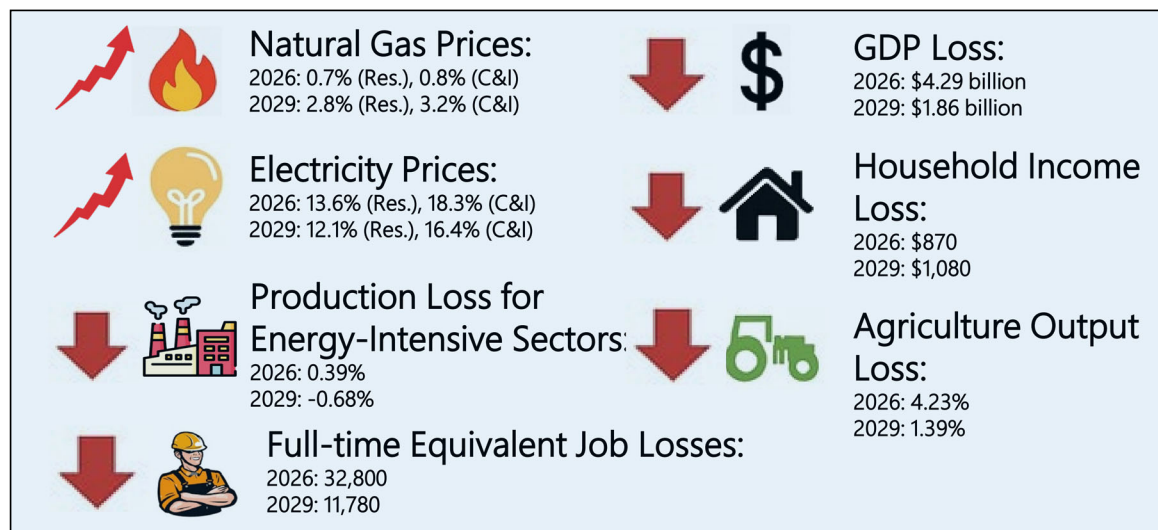 Natural Gas Prices:
2026: 0.7% (Res.), 0.8% (C&I)
2029: 2.8% (Res.), 3.2% (C&I)
Electricity Prices:
2026: 13.6% (Res.), 18.3% (C&I)
2029: 12.1% (Res.), 16.4% (C&I)
Production Loss for
Energy-Intensive Sectors:
2026: 0.39%
2029: -0.68%
Full-time Equivalent Job Losses:
2026: 32,800
2029: 11,780
$
GDP Loss:
2026: $4.29 billion
2029: $1.86 billion
Household Income
Loss:
2026: $870
2029: $1,080
Agriculture Output
Loss:
2026: 4.23%
2029: 1.39%